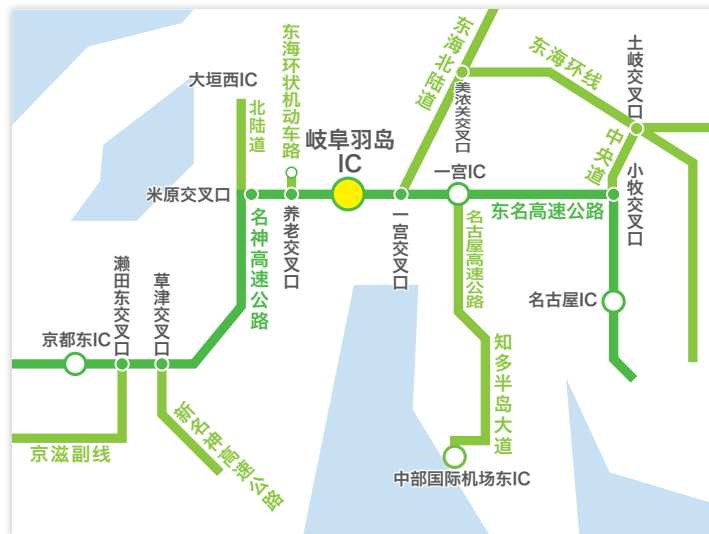 东海北陆道
东海环状机动车路
土岐交叉口
东海环线
大垣西IC
北陆道
美浓关交叉口
岐阜羽岛
IC
中央道
一宫IC
小牧交叉口
米原交叉口
养老交叉口
一宫交叉口
名古屋高速公路
东名高速公路
名神高速公路
濑田东交叉口
草津交叉口
名古屋IC
京都东IC
知多半岛大道
新名神高速公路
京滋副线
中部国际机场东IC